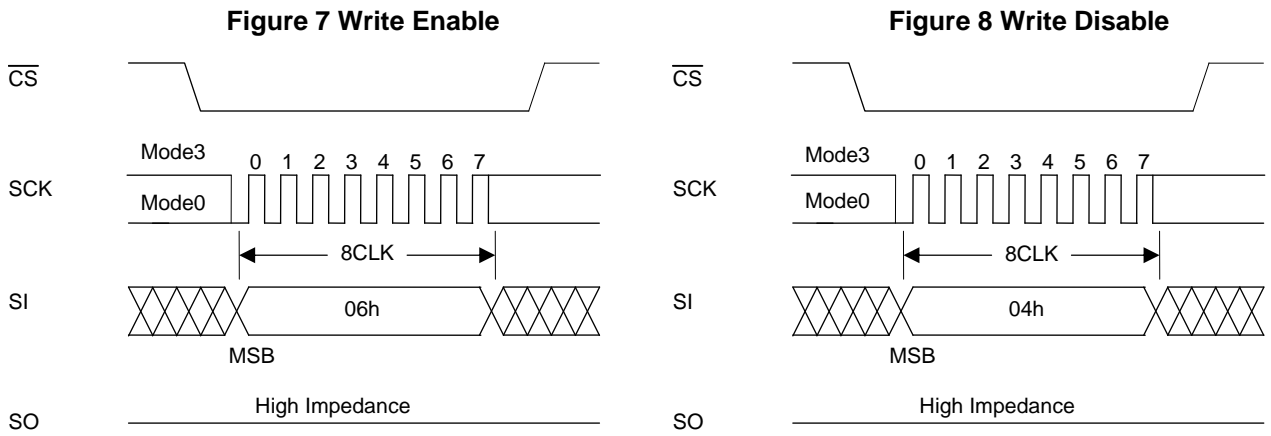 Figure 7 Write Enable
CS
Mode3
0 1 2 3 4 5 6 7
SCK
Mode0
8CLK
SI
06h
MSB
High Impedance
SO
Figure 8 Write Disable
CS
Mode3
0 1 2 3 4 5 6 7
SCK
Mode0
8CLK
SI
04h
MSB
High Impedance
SO